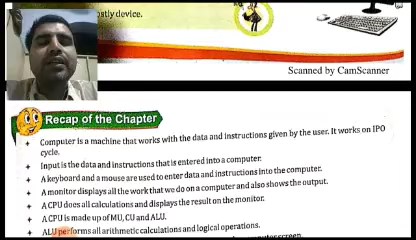 ostly device.
Scanned by CamScanner
Recap of the Chapter
Computer is a machine that works with the data and instructions given by the user. It works on IPO
cycle.
Input is the data and instructions that is entered into a computer.
A keyboard and a mouse are used to enter data and instructions into the computer.
A monitor displays all the work that we do on a computer and also shows the output.
A CPU does all calculations and displays the result on the monitor.
A CPU is made up of MU, CU and ALU.
ALU performs all arithmetic calculations and logical operations.
computer screen.